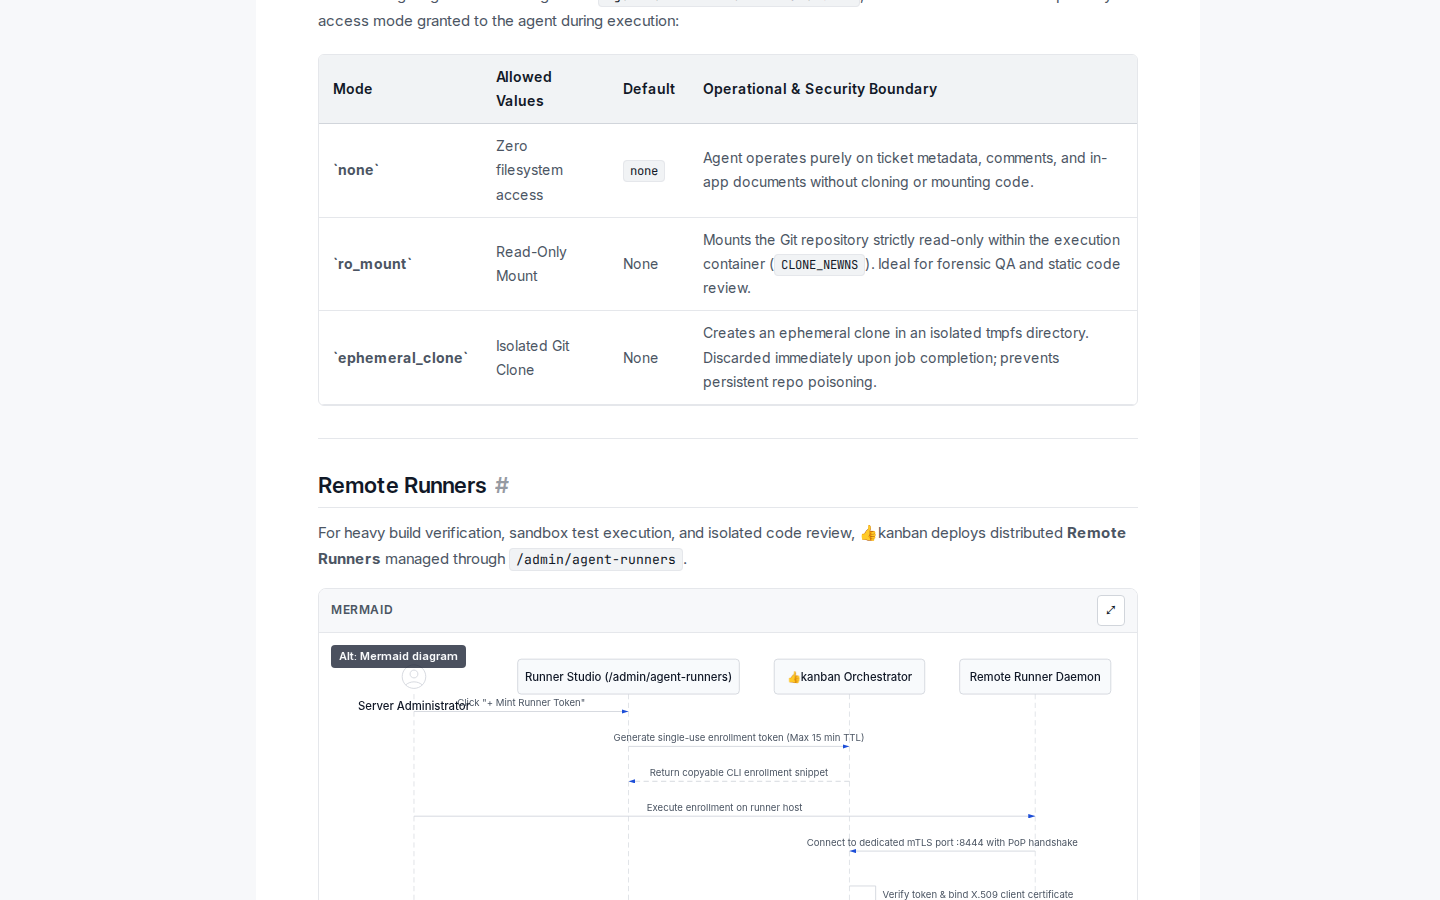 access mode granted to the agent during execution:
Mode
Allowed
Values
Default
Operational & Security Boundary
`none`
Zero
filesystem
access
none
Agent operates purely on ticket metadata, comments, and in-
app documents without cloning or mounting code.
`ro_mount`
Read-Only
Mount
None
Mounts the Git repository strictly read-only within the execution
container (CLONE_NEWNS). Ideal for forensic QA and static code
review.
`ephemeral_clone`
Isolated Git
Clone
None
Creates an ephemeral clone in an isolated tmpfs directory.
Discarded immediately upon job completion; prevents
persistent repo poisoning.
Remote Runners #
For heavy build verification, sandbox test execution, and isolated code review, 👍kanban deploys distributed Remote
Runners managed through /admin/agent-runners.
MERMAID
Alt: Mermaid diagram
Server Administrator
Runner Studio (/admin/agent-runners)
👍kanban Orchestrator
Remote Runner Daemon
Click "+ Mint Runner Token"
Generate single-use enrollment token (Max 15 min TTL)
Return copyable CLI enrollment snippet
Execute enrollment on runner host
Connect to dedicated mTLS port :8444 with PoP handshake
Verify token & bind X.509 client certificate